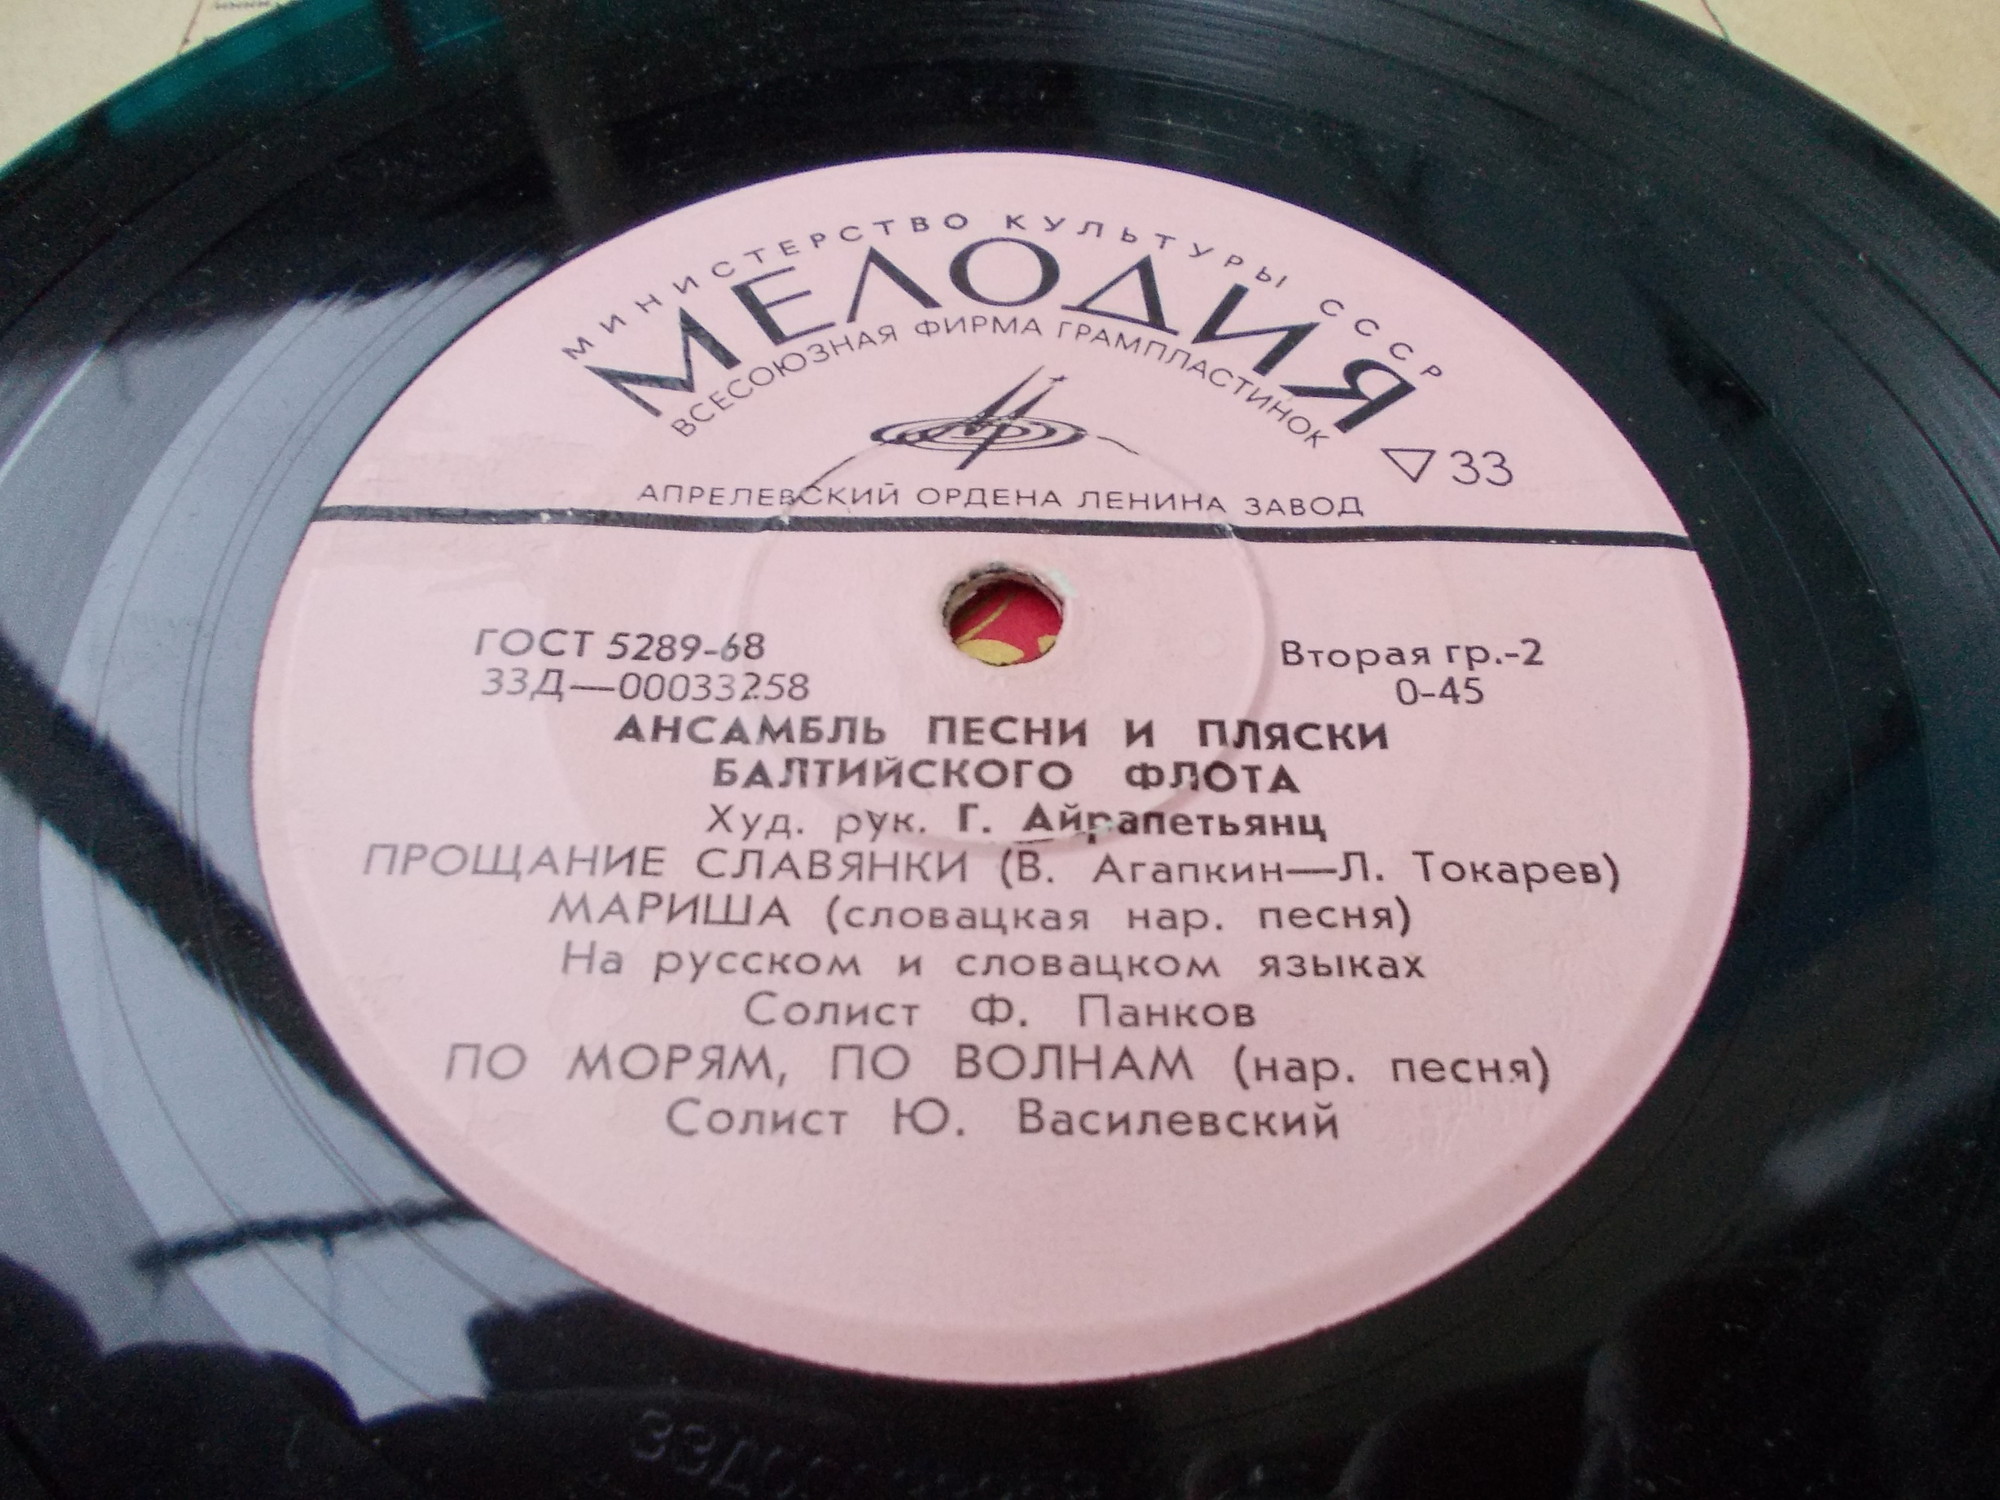 МИНИСТЕРСТВО КУЛЬТУРЫ СССР
МЕЛОДИЯ
ВСЕСОЮЗНАЯ ФИРМА ГРАМПЛАСТИНОК
▽33
АПРЕЛЕВСКИЙ ОРДЕНА ЛЕНИНА ЗАВОД
ГОСТ 5289-68
Вторая гр.-2
33Д—00033258
0-45
АНСАМБЛЬ ПЕСНИ И ПЛЯСКИ
БАЛТИЙСКОГО ФЛОТА
Худ. рук. Г. Айрапетьянц
ПРОЩАНИЕ СЛАВЯНКИ (В. Агапкин—Л. Токарев)
МАРИША (словацкая нар. песня)
На русском и словацком языках
Солист Ф. Панков
ПО МОРЯМ, ПО ВОЛНАМ (нар. песня)
Солист Ю. Василевский